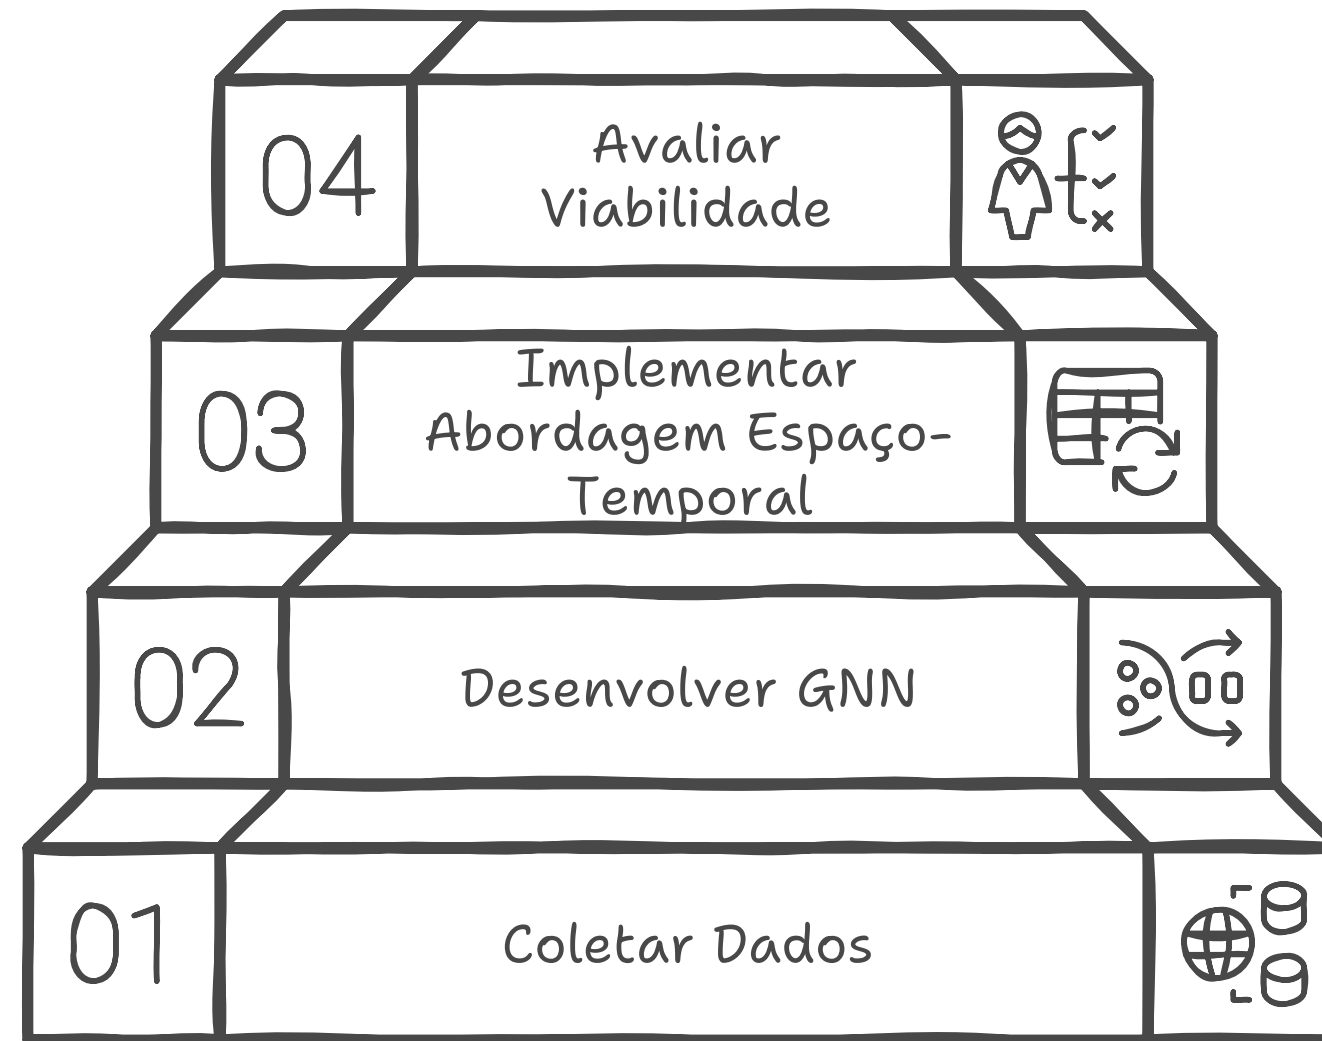 04
Avaliar
Viabilidade
03
Implementar
Abordagem Espaço-
Temporal
02
Desenvolver GNN
01
Coletar Dados